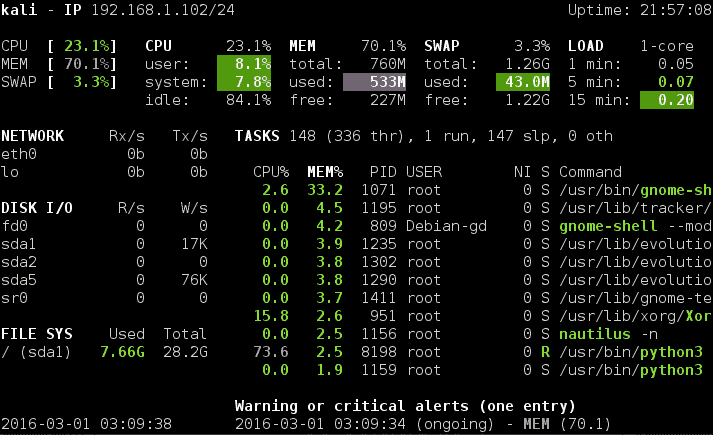 kali - IP 192.168.1.102/24 Uptime: 21:57:08
CPU [ 23.1%] CPU 23.1% MEM 70.1% SWAP 3.3% LOAD 1-core
MEM [ 70.1%] user: 8.1% total: 760M total: 1.26G 1 min: 0.05
SWAP [ 3.3%] system: 7.8% used: 533M used: 43.0M 5 min: 0.07
idle: 84.1% free: 227M free: 1.22G 15 min: 0.20
NETWORK Rx/s Tx/s TASKS 148 (336 thr), 1 run, 147 slp, 0 oth
eth0 0b 0b
lo 0b 0b CPU% MEM% PID USER NI S Command
2.6 33.2 1071 root 0 S /usr/bin/gnome-sh
DISK I/O R/s W/s 0.0 4.5 1195 root 0 S /usr/lib/tracker/
fd0 0 0 0.0 4.2 809 Debian-gd 0 S gnome-shell --mod
sda1 0 17K 0.0 3.9 1235 root 0 S /usr/lib/evolutio
sda2 0 0 0.0 3.8 1302 root 0 S /usr/lib/evolutio
sda5 0 76K 0.0 3.8 1290 root 0 S /usr/lib/evolutio
sr0 0 0 0.0 3.7 1411 root 0 S /usr/lib/gnome-te
15.8 2.6 951 root 0 S /usr/lib/xorg/Xor
FILE SYS Used Total 0.0 2.5 1156 root 0 S nautilus -n
/ (sda1) 7.66G 28.2G 73.6 2.5 8198 root 0 R /usr/bin/python3
0.0 1.9 1159 root 0 S /usr/bin/python3
Warning or critical alerts (one entry)
2016-03-01 03:09:38 2016-03-01 03:09:34 (ongoing) - MEM (70.1)